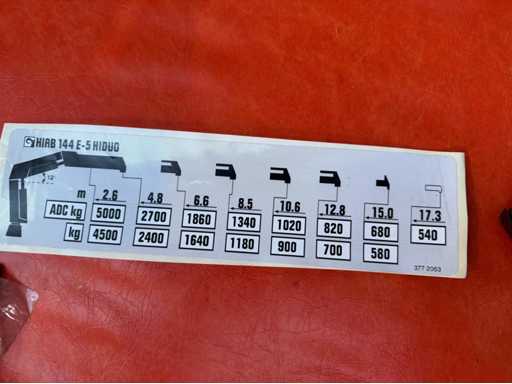 HIAB 144 E-5 HIDUO
12°
m 2.6 4.8 6.6 8.5 10.6 12.8 15.0 17.3
ADC kg 5000 2700 1860 1340 1020 820 680 540
kg 4500 2400 1640 1180 900 700 580
377 2063